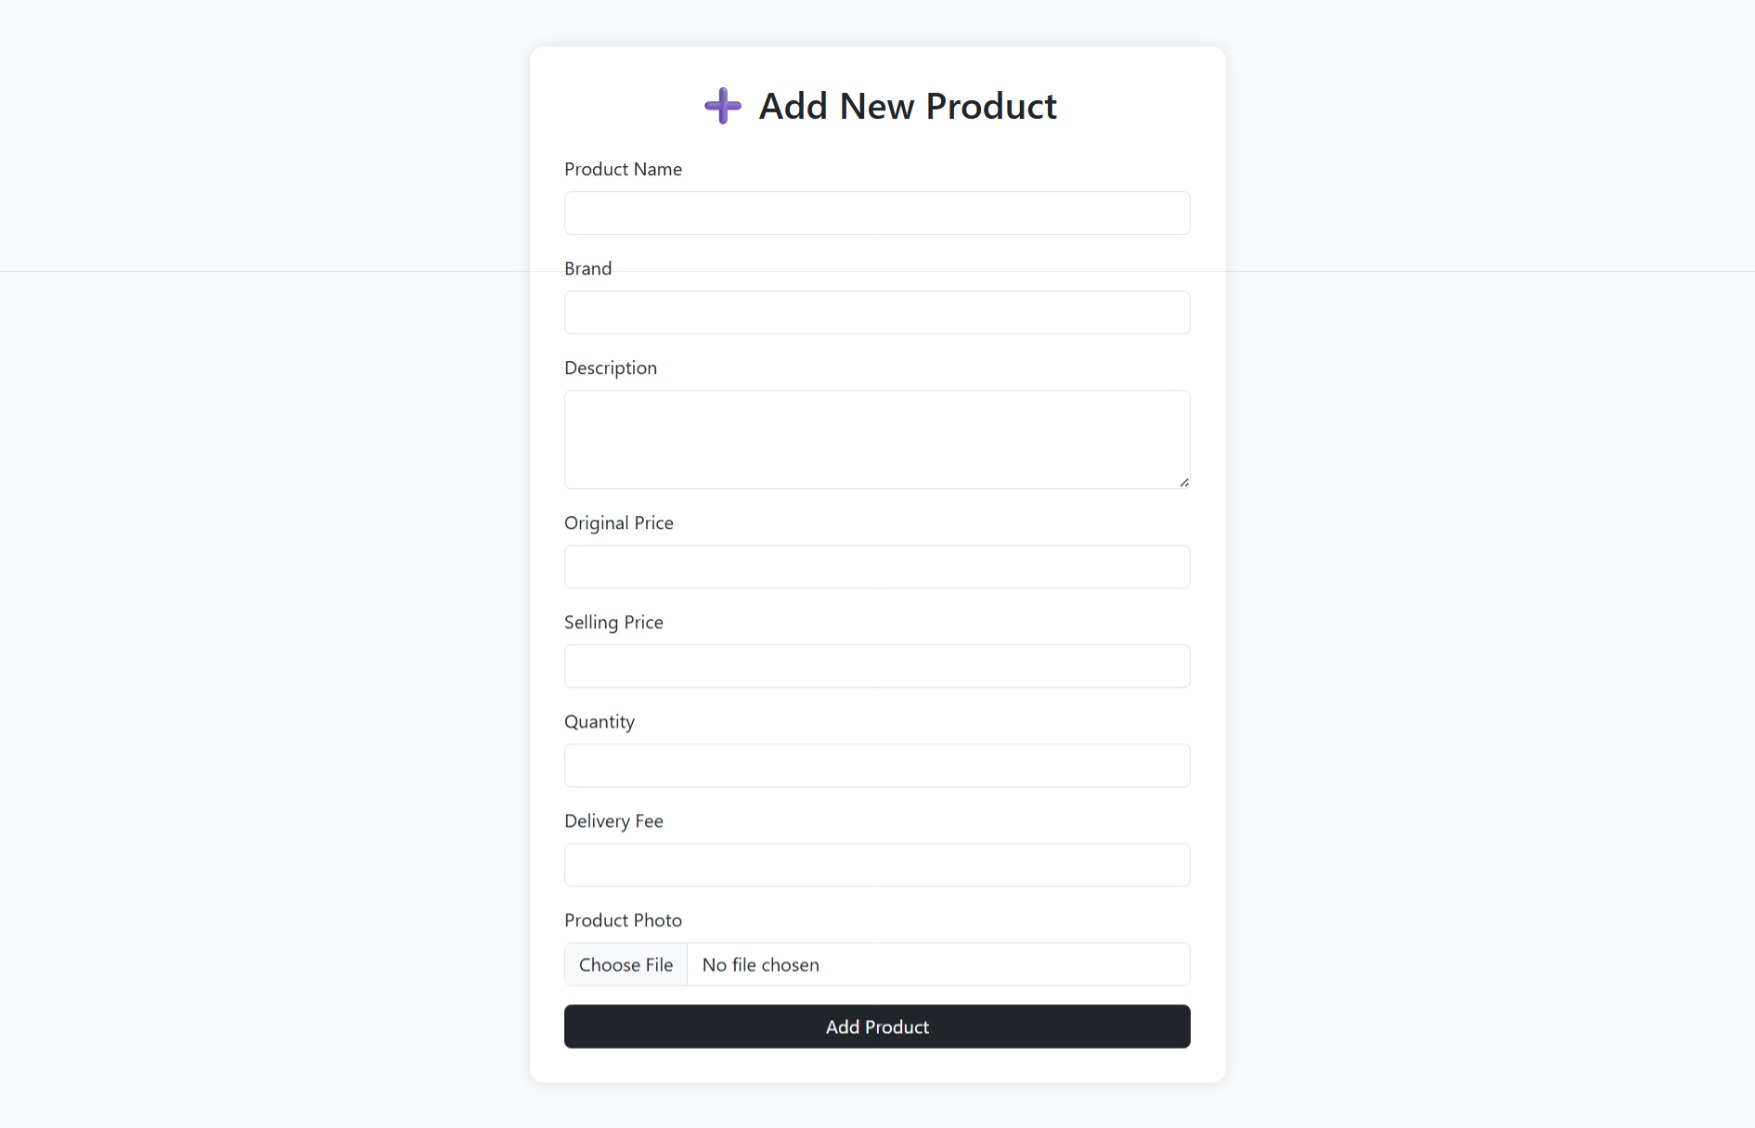 Add New Product
Product Name
Brand
Description
Original Price
Selling Price
Quantity
Delivery Fee
Product Photo
Choose File No file chosen
Add Product